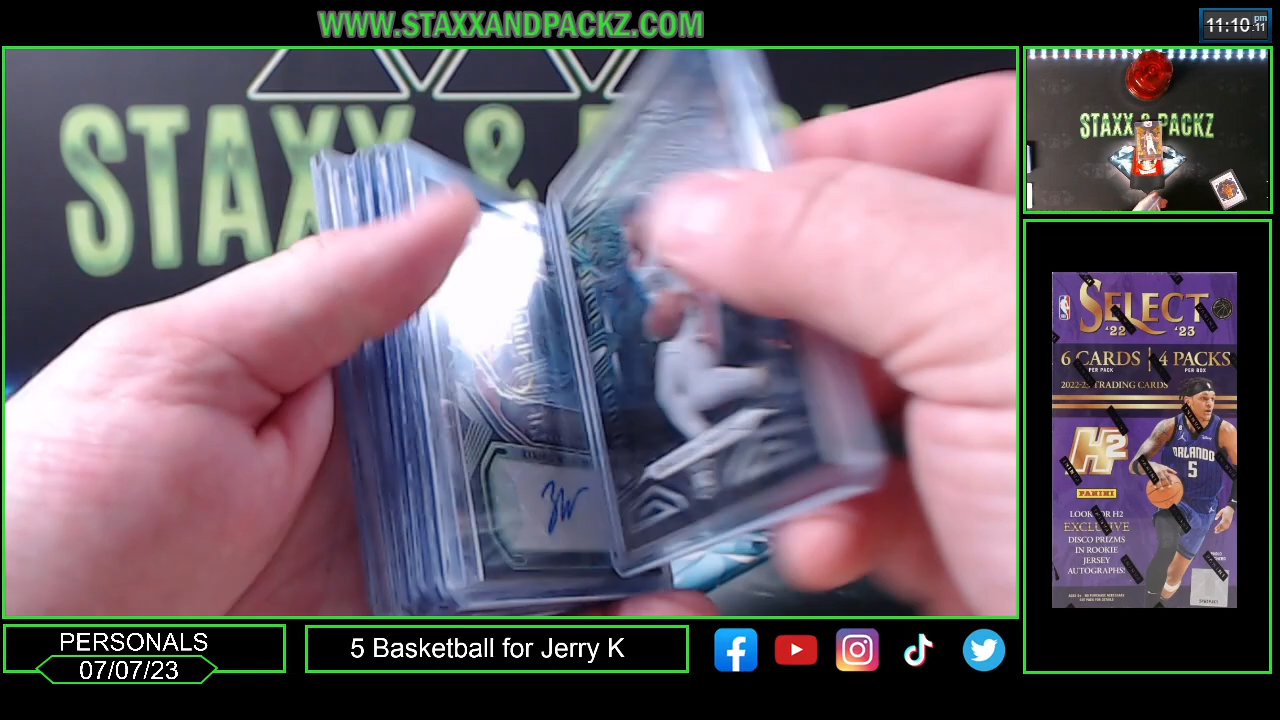 WWW.STAXXANDPACKZ.COM
11:10:11 pm
STAXX &
STAXX & PACKZ
SELECT
'22 '23
6 CARDS | 4 PACKS
PER PACK PER BOX
2022-23 TRADING CARDS
H2
PANINI
ORLANDO
5
LOOK FOR H2
EXCLUSIVE
DISCO PRIZMS
IN ROOKIE
JERSEY
AUTOGRAPHS!
PERSONALS
07/07/23
5 Basketball for Jerry K